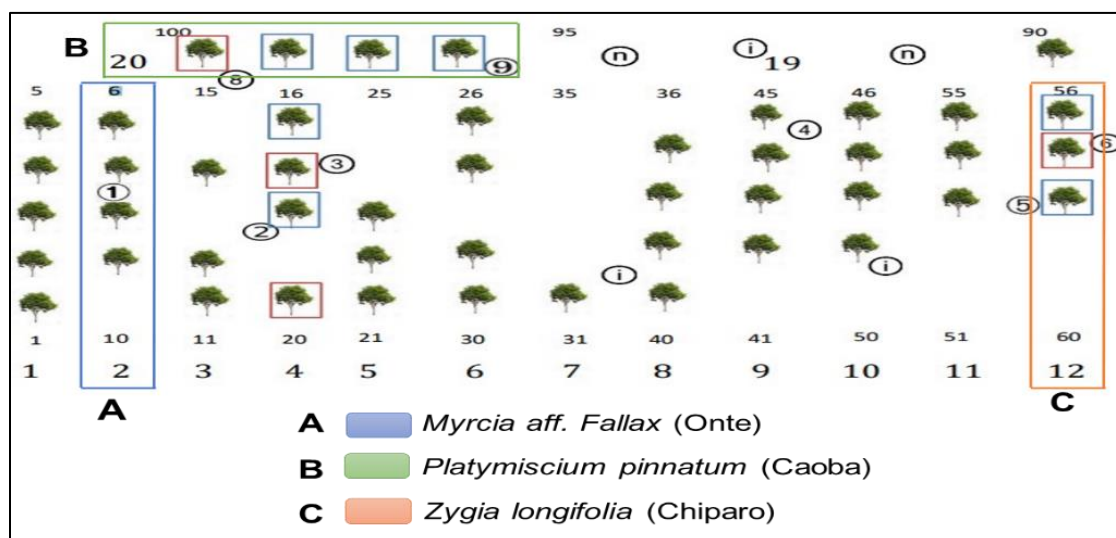 100 95 90
B 20 9 n i 19 n
8
5 6 15 16 25 26 35 36 45 46 55 56
4
6
3
1
5
2
i i
1 10 11 20 21 30 31 40 41 50 51 60
1 2 3 4 5 6 7 8 9 10 11 12
A C
A Myrcia aff. Fallax (Onte)
B Platymiscium pinnatum (Caoba)
C Zygia longifolia (Chiparo)